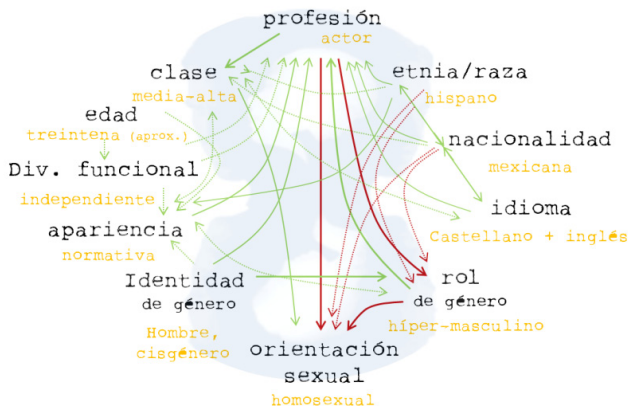 profesión
actor
clase
media-alta
etnia/raza
hispano
edad
treintena (aprox.)
nacionalidad
mexicana
Div. funcional
independiente
idioma
Castellano + inglés
apariencia
normativa
Identidad
de género
Hombre,
cisgénero
rol
de género
híper-masculino
orientación
sexual
homosexual